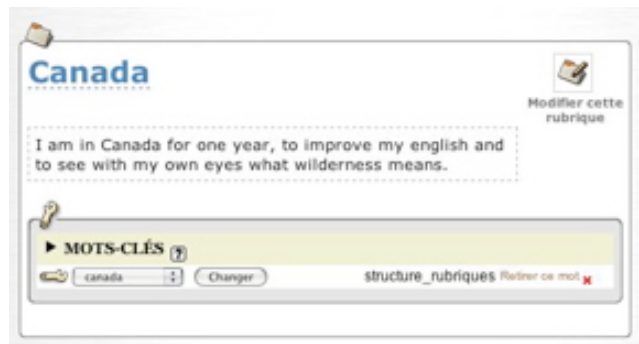 Canada
Modifier cette
rubrique
I am in Canada for one year, to improve my english and
to see with my own eyes what wilderness means.
MOTS-CLÉS ?
canada Changer structure_rubriques Retirer ce mot